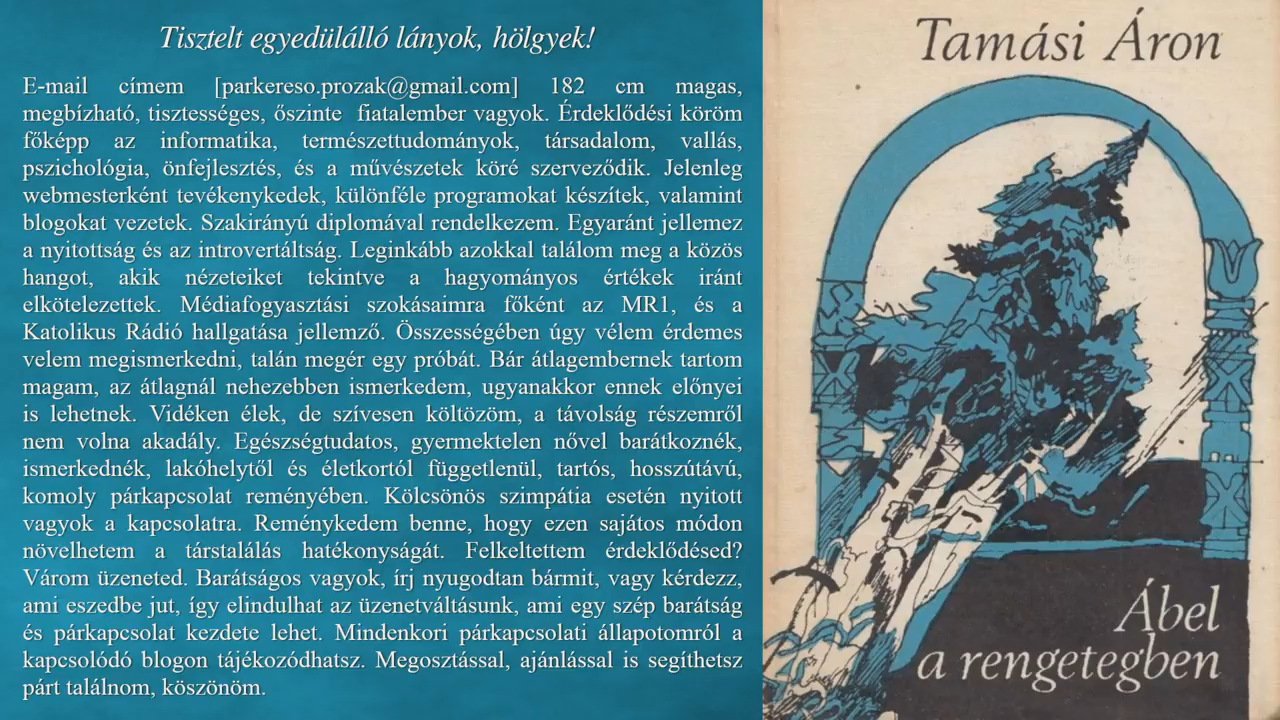 Tisztelt egyedülálló lányok, hölgyek!
E-mail címem [parkereso.prozak@gmail.com] 182 cm magas,
megbízható, tisztességes, őszinte fiatalember vagyok. Érdeklődési köröm
főképp az informatika, természettudományok, társadalom, vallás,
pszichológia, önfejlesztés, és a művészetek köré szerveződik. Jelenleg
webmesterként tevékenykedek, különféle programokat készítek, valamint
blogokat vezetek. Szakirányú diplomával rendelkezem. Egyaránt jellemez
a nyitottság és az introvertáltság. Leginkább azokkal találom meg a közös
hangot, akik nézeteiket tekintve a hagyományos értékek iránt
elkötelezettek. Médiafogyasztási szokásaimra főként az MR1, és a
Katolikus Rádió hallgatása jellemző. Összességében úgy vélem érdemes
velem megismerkedni, talán megér egy próbát. Bár átlagembernek tartom
magam, az átlagnál nehezebben ismerkedem, ugyanakkor ennek előnyei
is lehetnek. Vidéken élek, de szívesen költözöm, a távolság részemről
nem volna akadály. Egészségtudatos, gyermektelen nővel barátkoznék,
ismerkednék, lakóhelytől és életkortól függetlenül, tartós, hosszútávú,
komoly párkapcsolat reményében. Kölcsönös szimpátia esetén nyitott
vagyok a kapcsolatra. Reménykedem benne, hogy ezen sajátos módon
növelhetem a társtalálás hatékonyságát. Felkeltettem érdeklődésed?
Várom üzeneted. Barátságos vagyok, írj nyugodtan bármit, vagy kérdezz,
ami eszedbe jut, így elindulhat az üzenetváltásunk, ami egy szép barátság
és párkapcsolat kezdete lehet. Mindenkori párkapcsolati állapotomról a
kapcsolódó blogon tájékozódhatsz. Megosztással, ajánlással is segíthetsz
párt találnom, köszönöm.
Tamási Áron
Ábel
a rengetegben